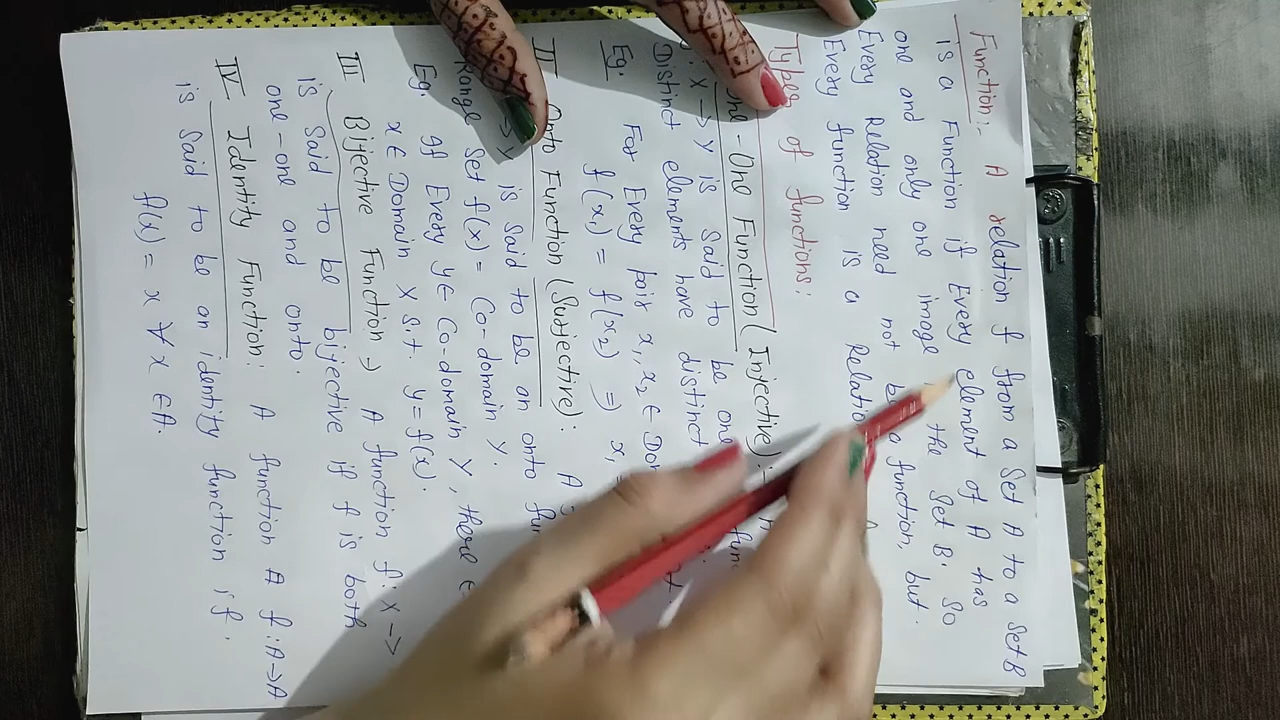 Function:- A relation f from a Set A to a Set B
is a Function if Every element of A has
one and only one image the Set B. So
Every Relation need not a function, but
Every function is a Relation
Types of functions:
One-One Function (Injective):- A func
X → Y is Said to be one
Distinct elements have distinct
Eg. For Every pair x₁, x₂ ∈ Dom
f(x₁) = f(x₂) => x₁ =
II Onto Function (Surjective): A
→ Y is Said to be an onto fun
Range Set f(x) = Co-domain Y.
Eg. If Every y ∈ Co-domain Y, there
x ∈ Domain X S.t. y = f(x).
III Bijective Function => A function f: X →
is Said to be bijective if f is both
one-one and onto.
IV Identity Function: A function A f: A → A
is Said to be an identity function if.
f(x) = x ∀ x ∈ A.